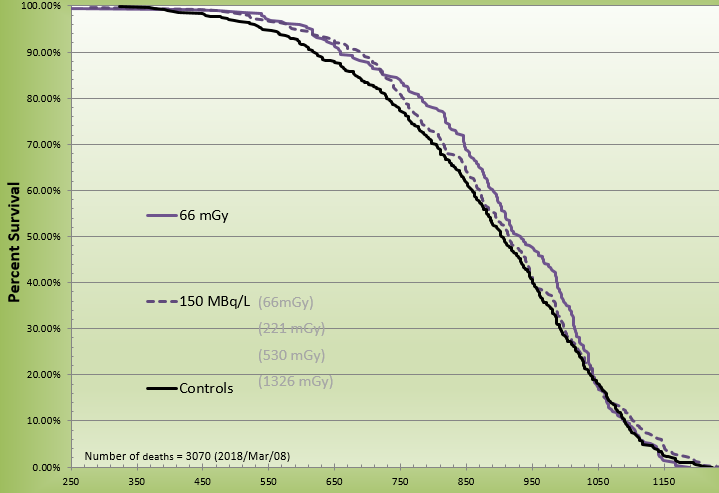 100.00%
90.00%
80.00%
70.00%
60.00%
50.00%
40.00%
30.00%
20.00%
10.00%
0.00%
Percent Survival
66 mGy
150 MBq/L (66mGy)
(221 mGy)
(530 mGy)
Controls (1326 mGy)
Number of deaths = 3070 (2018/Mar/08)
250 350 450 550 650 750 850 950 1050 1150